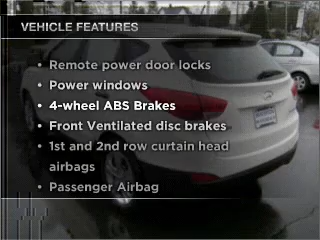 VEHICLE FEATURES
• Remote power door locks
• Power windows
• 4-wheel ABS Brakes
• Front Ventilated disc brakes
• 1st and 2nd row curtain head
airbags
• Passenger Airbag